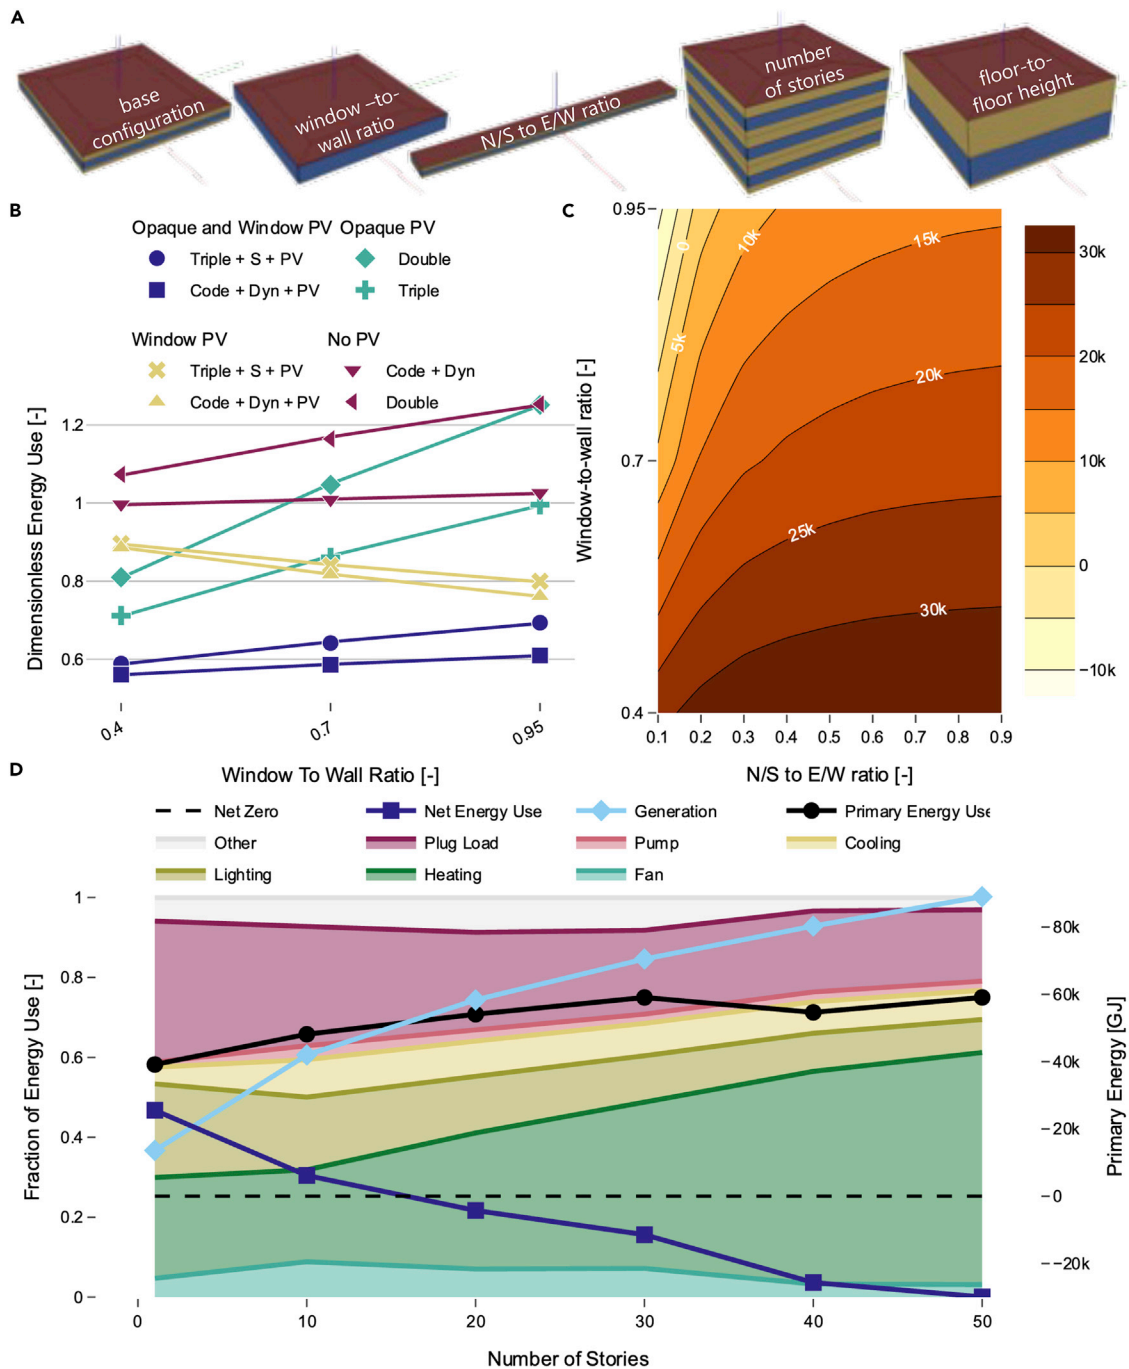 A
base
configuration
window –to-
wall ratio
N/S to E/W ratio
number
of stories
floor-to-
floor height
B
Opaque and Window PV
Opaque PV
Triple + S + PV
Double
Code + Dyn + PV
Triple
Window PV
No PV
Triple + S + PV
Code + Dyn
Code + Dyn + PV
Double
Dimensionless Energy Use [-]
1.2
1
0.8
0.6
0.4
0.7
0.95
Window To Wall Ratio [-]
C
Window-to-wall ratio [-]
0.95
0.7
0.4
0
5k
10k
15k
20k
25k
30k
0.1
0.2
0.3
0.4
0.5
0.6
0.7
0.8
0.9
N/S to E/W ratio [-]
30k
20k
10k
0
−10k
D
Net Zero
Net Energy Use
Generation
Primary Energy Use
Other
Plug Load
Pump
Cooling
Lighting
Heating
Fan
Fraction of Energy Use [-]
1
0.8
0.6
0.4
0.2
0
80k
60k
40k
20k
0
−20k
Primary Energy [GJ]
0
10
20
30
40
50
Number of Stories